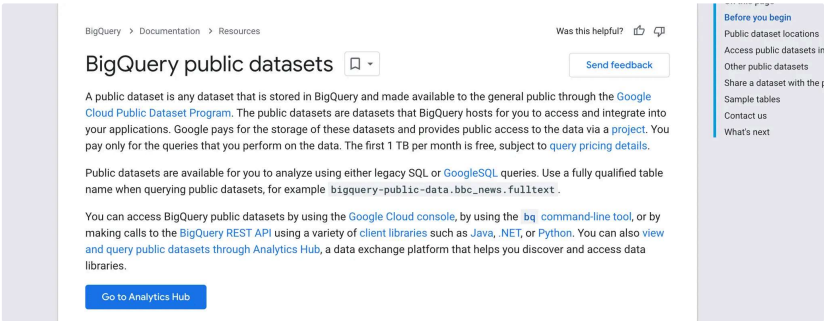 BigQuery > Documentation > Resources
Was this helpful?
BigQuery public datasets
Send feedback
A public dataset is any dataset that is stored in BigQuery and made available to the general public through the Google
Cloud Public Dataset Program. The public datasets are datasets that BigQuery hosts for you to access and integrate into
your applications. Google pays for the storage of these datasets and provides public access to the data via a project. You
pay only for the queries that you perform on the data. The first 1 TB per month is free, subject to query pricing details.
Public datasets are available for you to analyze using either legacy SQL or GoogleSQL queries. Use a fully qualified table
name when querying public datasets, for example bigquery-public-data.bbc_news.fulltext.
You can access BigQuery public datasets by using the Google Cloud console, by using the bq command-line tool, or by
making calls to the BigQuery REST API using a variety of client libraries such as Java, .NET, or Python. You can also view
and query public datasets through Analytics Hub, a data exchange platform that helps you discover and access data
libraries.
Go to Analytics Hub
Before you begin
Public dataset locations
Access public datasets in
Other public datasets
Share a dataset with the p
Sample tables
Contact us
What's next